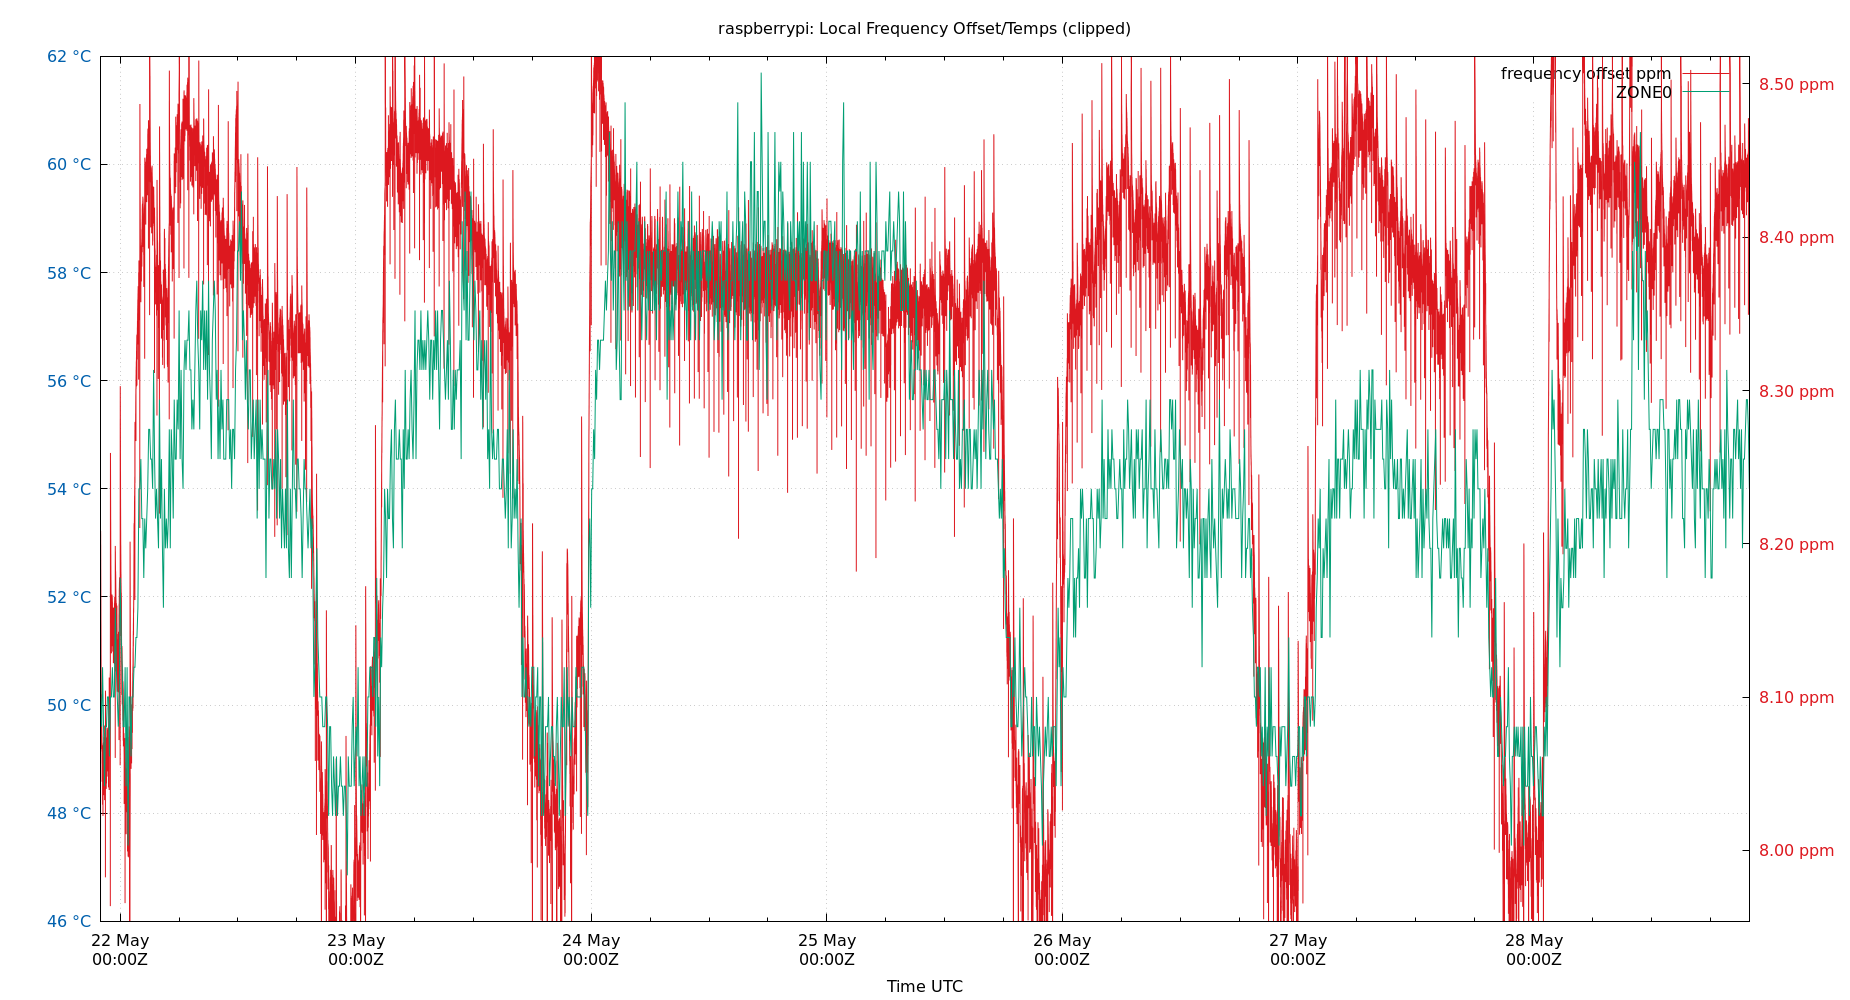 raspberrypi: Local Frequency Offset/Temps (clipped)
62 °C
60 °C
58 °C
56 °C
54 °C
52 °C
50 °C
48 °C
46 °C
frequency offset ppm
ZONE0
8.50 ppm
8.40 ppm
8.30 ppm
8.20 ppm
8.10 ppm
8.00 ppm
22 May 23 May 24 May 25 May 26 May 27 May 28 May
00:00Z 00:00Z 00:00Z 00:00Z 00:00Z 00:00Z 00:00Z
Time UTC